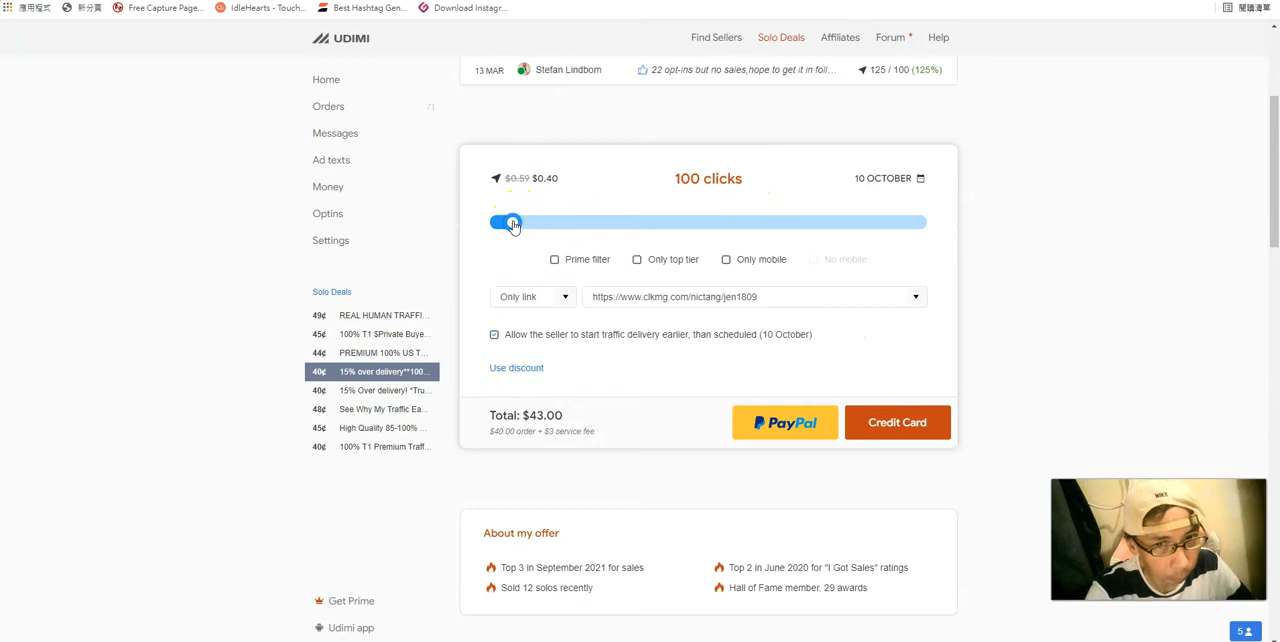 應用程式 新分頁 Free Capture Page... IdleHearts - Touch... Best Hashtag Gen... Download Instagr... 閱讀清單
UDIMI Find Sellers Solo Deals Affiliates Forum Help
13 MAR Stefan Lindbom 22 opt-ins but no sales,hope to get it in foll... 125 / 100 (125%)
Home
Orders 71
Messages
Ad texts
Money
Optins
Settings
$0.59 $0.40 100 clicks 10 OCTOBER
Prime filter Only top tier Only mobile No mobile
Only link https://www.clkmg.com/nictang/jen1809
Allow the seller to start traffic delivery earlier, than scheduled (10 October)
Use discount
Total: $43.00
$40.00 order + $3 service fee
PayPal Credit Card
Solo Deals
49¢ REAL HUMAN TRAFFI...
45¢ 100% T1 $Private Buye...
44¢ PREMIUM 100% US T...
40¢ 15% over delivery**100...
40¢ 15% Over delivery! *Tru...
48¢ See Why My Traffic Ea...
45¢ High Quality 85-100% ...
40¢ 100% T1 Premium Traff...
About my offer
Top 3 in September 2021 for sales
Top 2 in June 2020 for "I Got Sales" ratings
Sold 12 solos recently
Hall of Fame member, 29 awards
Get Prime
Udimi app
5